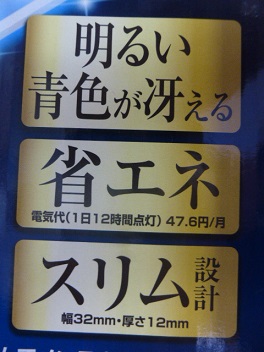 明るい
青色が冴える
省エネ
電気代(1日12時間点灯) 47.6円/月
スリム設計
幅32mm・厚さ12mm